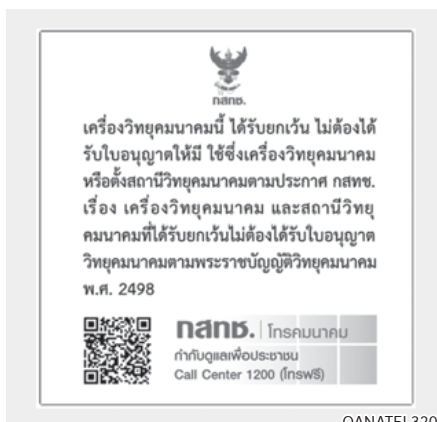 กสทช.
เครื่องวิทยุคมนาคมนี้ ได้รับยกเว้น ไม่ต้องได้
รับใบอนุญาตให้มี ใช้ซึ่งเครื่องวิทยุคมนาคม
หรือตั้งสถานีวิทยุคมนาคมตามประกาศ กสทช.
เรื่อง เครื่องวิทยุคมนาคม และสถานีวิทยุ
คมนาคมที่ได้รับยกเว้นไม่ต้องได้รับใบอนุญาต
วิทยุคมนาคมตามพระราชบัญญัติวิทยุคมนาคม
พ.ศ. 2498
กสทช. | โทรคมนาคม
กำกับดูแลเพื่อประชาชน
Call Center 1200 (โทรฟรี)